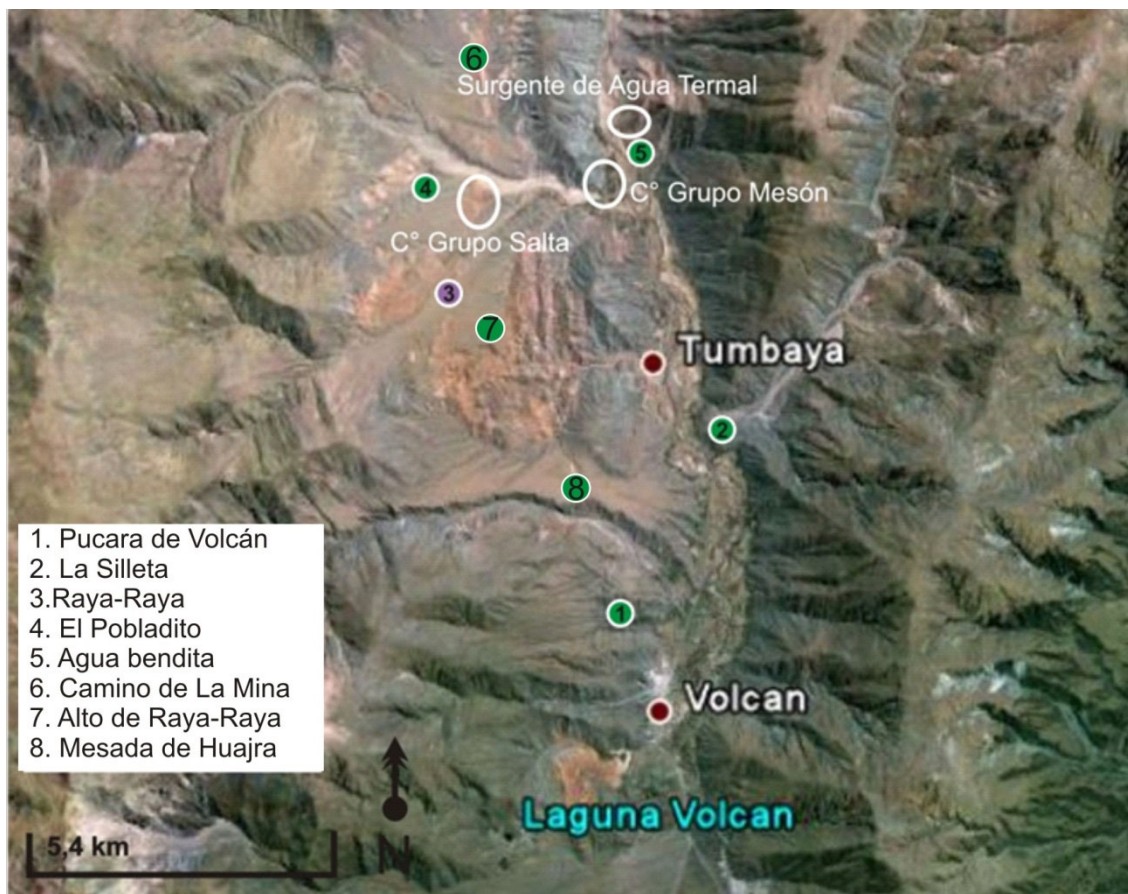 6
Surgente de Agua Termal
5
4
C° Grupo Mesón
C° Grupo Salta
3
7
Tumbaya
2
8
1. Pucara de Volcán
2. La Silleta
3.Raya-Raya
4. El Pobladito
5. Agua bendita
6. Camino de La Mina
7. Alto de Raya-Raya
8. Mesada de Huajra
1
Volcan
Laguna Volcan
5,4 km
N